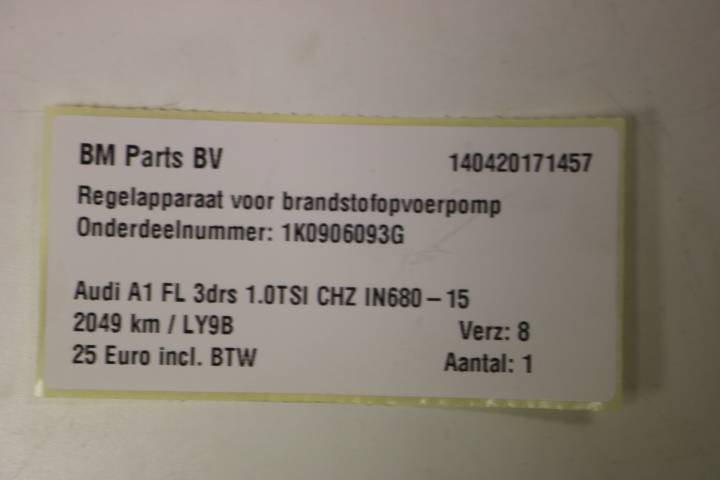 BM Parts BV 140420171457
Regelapparaat voor brandstofopvoerpomp
Onderdeelnummer: 1K0906093G
Audi A1 FL 3drs 1.0TSI CHZ IN680 – 15
2049 km / LY9B Verz: 8
25 Euro incl. BTW Aantal: 1